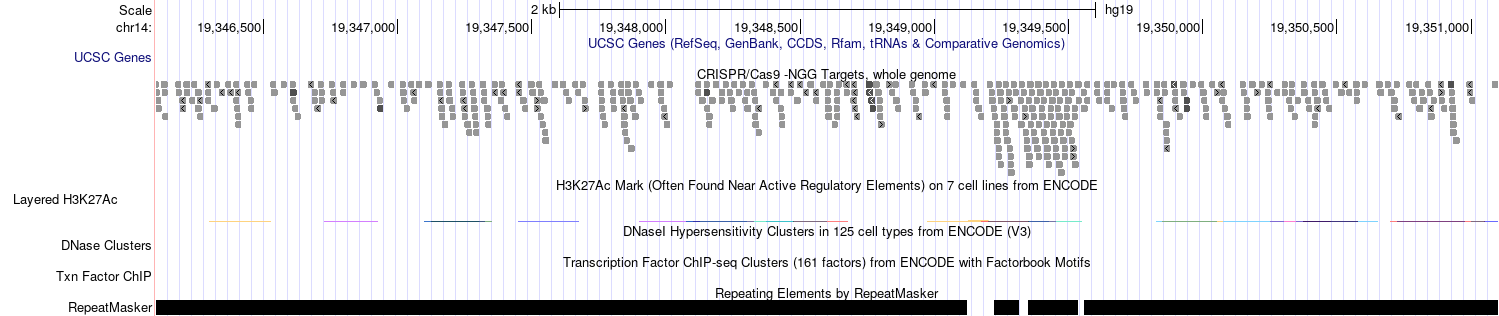 Scale 2 kb hg19
chr14: 19,346,500 19,347,000 19,347,500 19,348,000 19,348,500 19,349,000 19,349,500 19,350,000 19,350,500 19,351,000
UCSC Genes (RefSeq, GenBank, CCDS, Rfam, tRNAs & Comparative Genomics)
UCSC Genes
CRISPR/Cas9 -NGG Targets, whole genome
H3K27Ac Mark (Often Found Near Active Regulatory Elements) on 7 cell lines from ENCODE
Layered H3K27Ac
DNaseI Hypersensitivity Clusters in 125 cell types from ENCODE (V3)
DNase Clusters
Transcription Factor ChIP-seq Clusters (161 factors) from ENCODE with Factorbook Motifs
Txn Factor ChIP
Repeating Elements by RepeatMasker
RepeatMasker